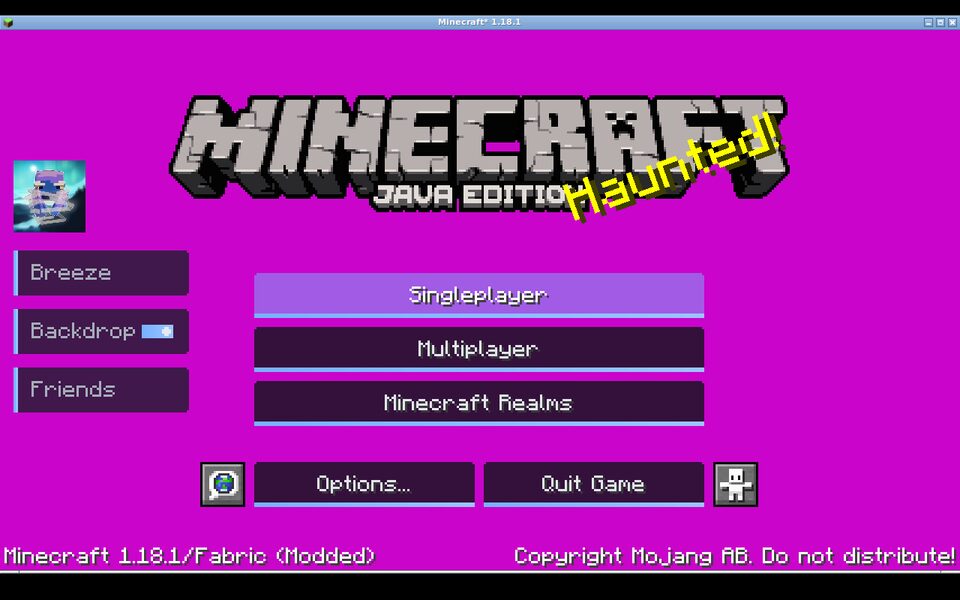 Minecraft* 1.18.1
MINECRAFT
JAVA EDITION
Haunted!
Breeze
Backdrop
Friends
Singleplayer
Multiplayer
Minecraft Realms
Options...
Quit Game
Minecraft 1.18.1/Fabric (Modded)
Copyright Mojang AB. Do not distribute!